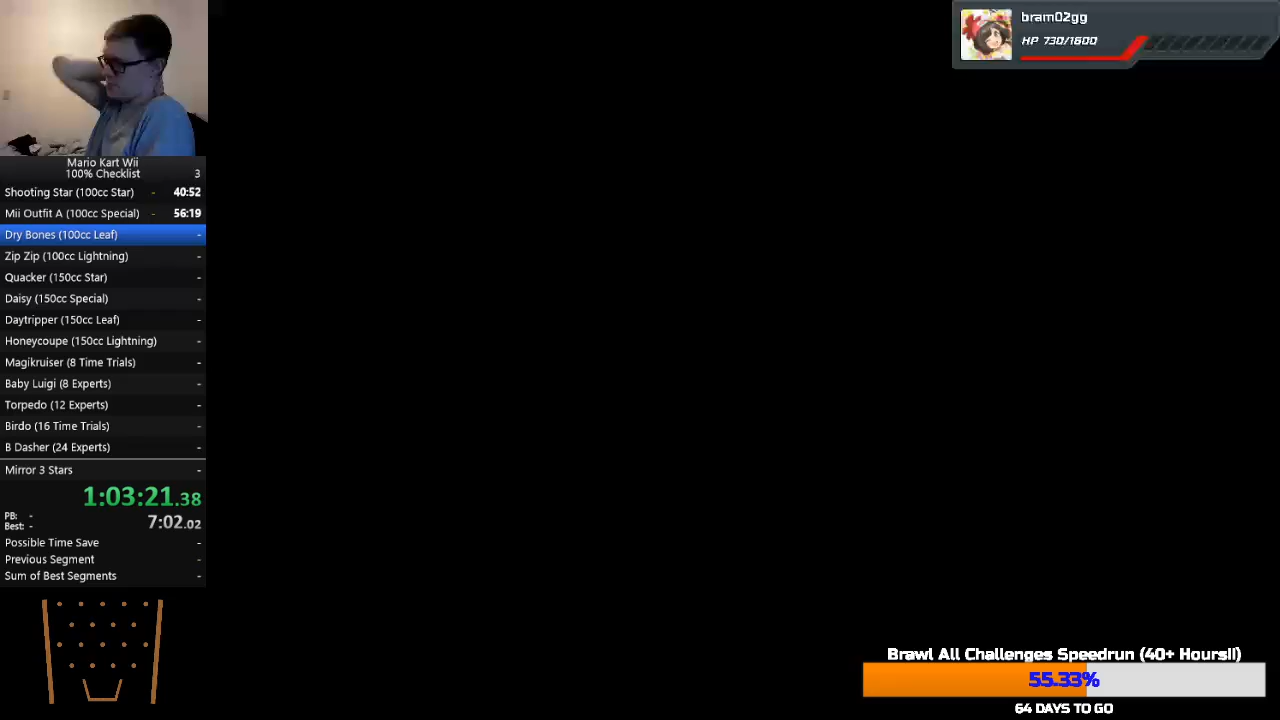 bram02gg
HP 730/1600
Mario Kart Wii
100% Checklist 3
Shooting Star (100cc Star) - 40:52
Mii Outfit A (100cc Special) - 56:19
Dry Bones (100cc Leaf) -
Zip Zip (100cc Lightning) -
Quacker (150cc Star) -
Daisy (150cc Special) -
Daytripper (150cc Leaf) -
Honeycoupe (150cc Lightning) -
Magikruiser (8 Time Trials) -
Baby Luigi (8 Experts) -
Torpedo (12 Experts) -
Birdo (16 Time Trials) -
B Dasher (24 Experts) -
Mirror 3 Stars -
1:03:21.38
PB: - 7:02.02
Best: -
Possible Time Save -
Previous Segment -
Sum of Best Segments -
Brawl All Challenges Speedrun (40+ Hours!!)
55.33%
64 DAYS TO GO